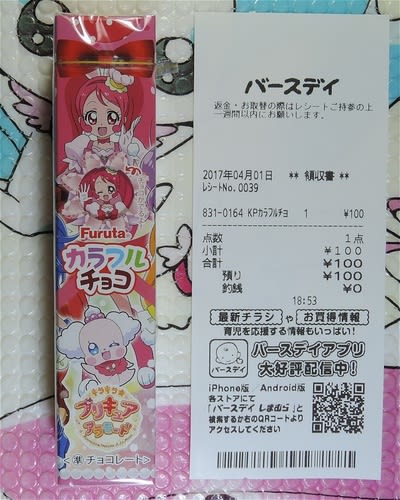 Furuta
カラフル
チョコ
キラキラ☆
プリキュア
アラモード
<準 チョコレート>
バースデイ
返金・お取替の際はレシートご持参の上
一週間以内にお願いします。
2017年04月01日 ** 領収書 **
レシートNo.0039
831-0164 KPカラフルチョ 1 ¥100
点数 1点
小計 ¥100
合計 ¥100
預り ¥100
釣銭 ¥0
18:53
最新チラシ や お買得情報
育児を応援する情報もいっぱい!
バースデイ
バースデイアプリ
大好評配信中!
iPhone版 Android版
各ストアにて
「バースデイ しまむら」と
検索するか右のQRコードより
アクセスしてください